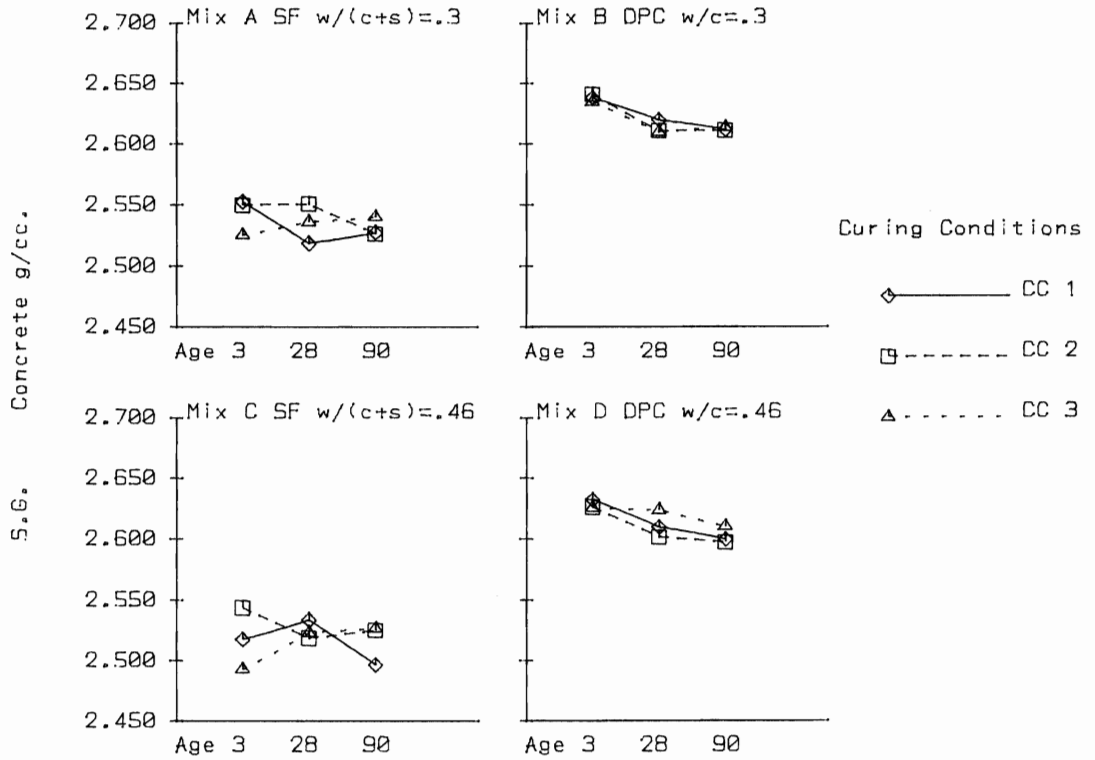 Mix A SF w/(c+s)=.3
2.700
2.650
2.600
2.550
2.500
2.450
Age 3 28 90
Mix B OPC w/c=.3
Age 3 28 90
Mix C SF w/(c+s)=.46
2.700
2.650
2.600
2.550
2.500
2.450
Age 3 28 90
Mix D OPC w/c=.46
Age 3 28 90
S.G. Concrete g/cc.
Curing Conditions
CC 1
CC 2
CC 3